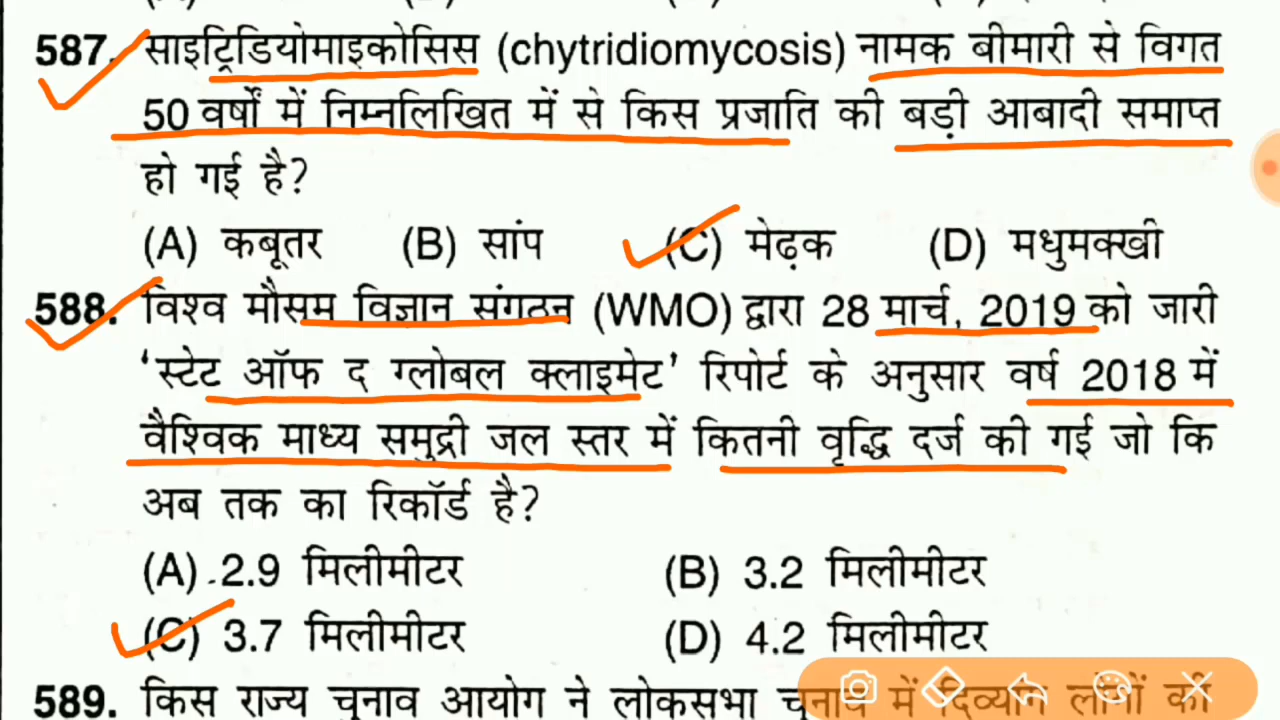 587. साइट्रिडियोमाइकोसिस (chytridiomycosis) नामक बीमारी से विगत
50 वर्षों में निम्नलिखित में से किस प्रजाति की बड़ी आबादी समाप्त
हो गई है?
(A) कबूतर (B) सांप (C) मेढ़क (D) मधुमक्खी
588. विश्व मौसम विज्ञान संगठन (WMO) द्वारा 28 मार्च, 2019 को जारी
‘स्टेट ऑफ द ग्लोबल क्लाइमेट’ रिपोर्ट के अनुसार वर्ष 2018 में
वैश्विक माध्य समुद्री जल स्तर में कितनी वृद्धि दर्ज की गई जो कि
अब तक का रिकॉर्ड है?
(A) 2.9 मिलीमीटर (B) 3.2 मिलीमीटर
(C) 3.7 मिलीमीटर (D) 4.2 मिलीमीटर
589. किस राज्य चुनाव आयोग ने लोकसभा चुनाव में दिव्यांग लोगों की